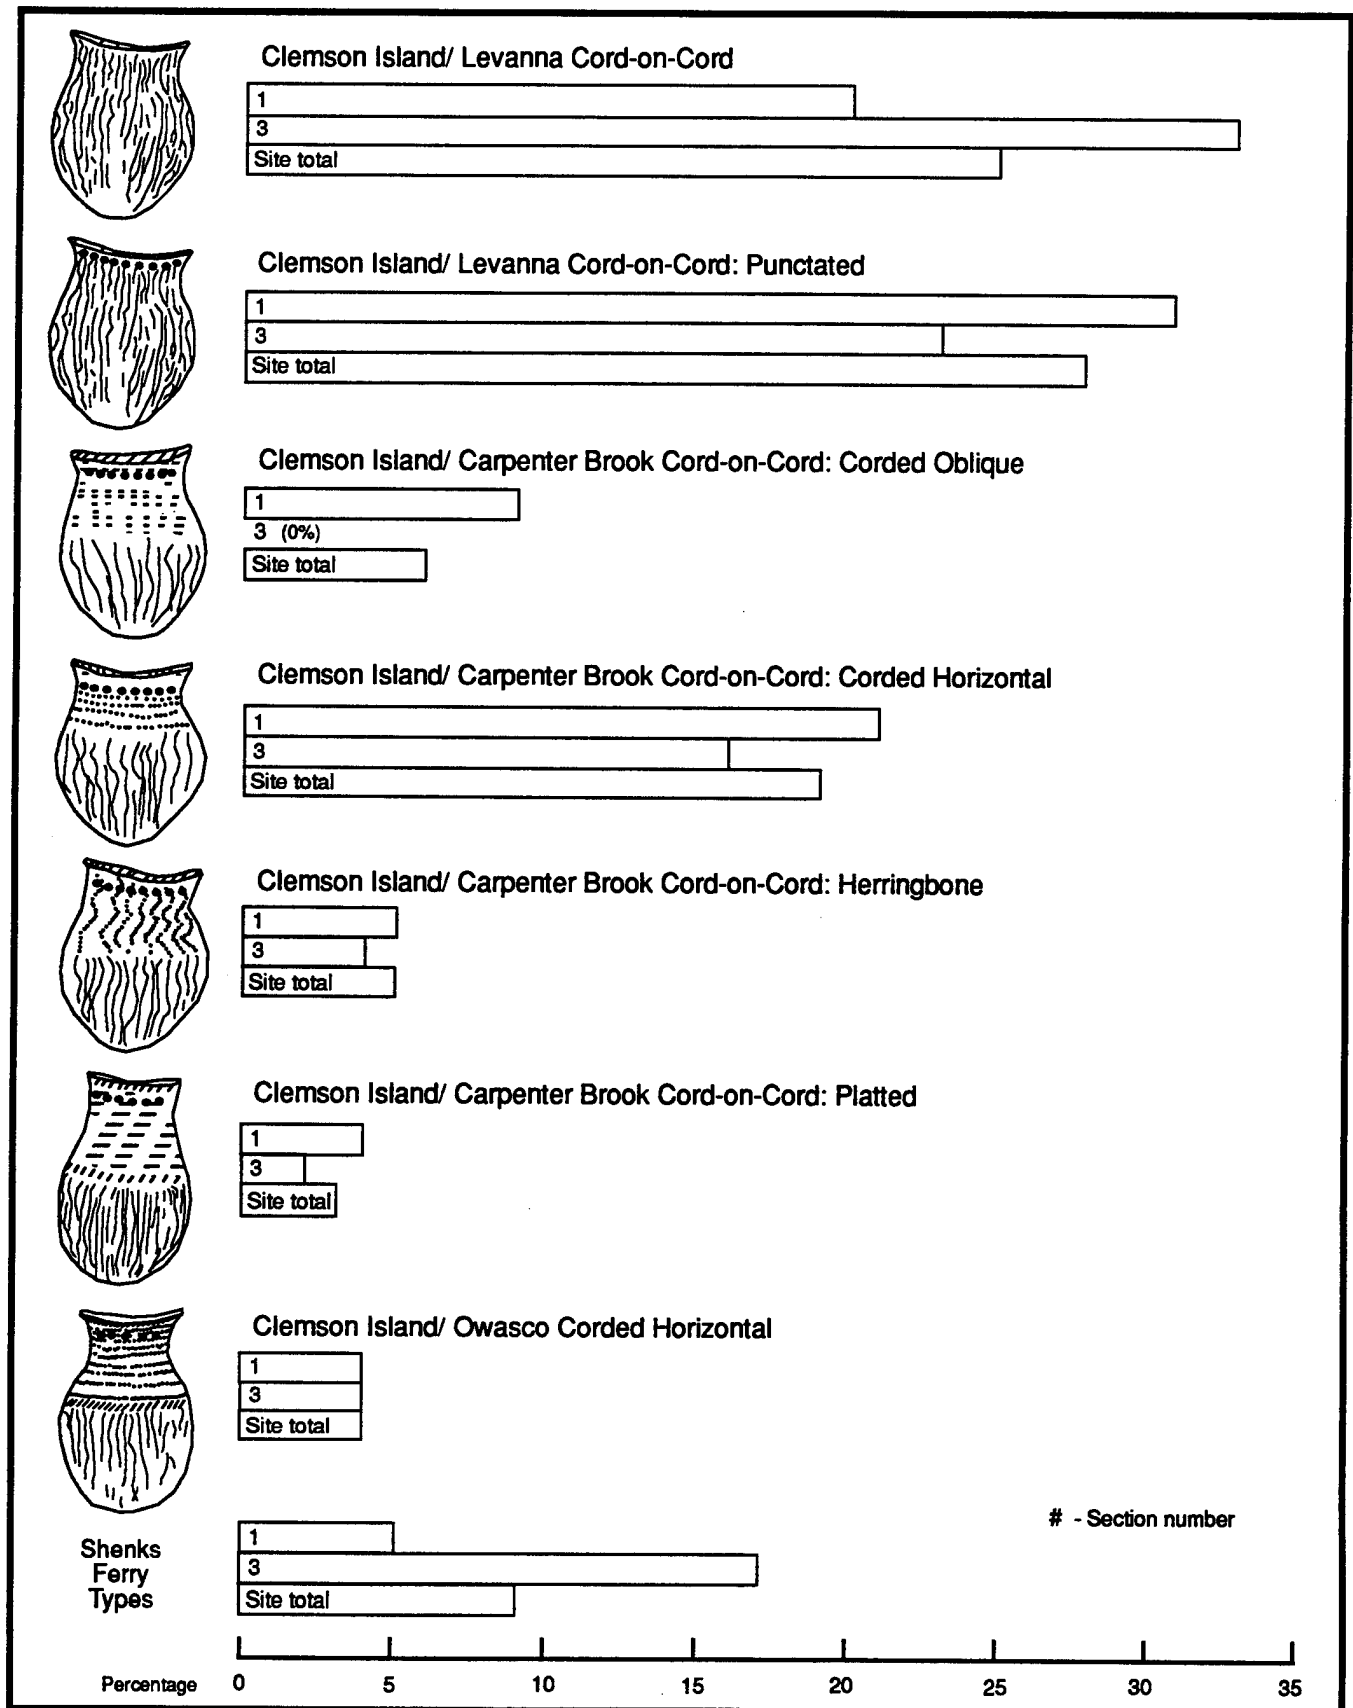 Clemson Island/ Levanna Cord-on-Cord
1
3
Site total
Clemson Island/ Levanna Cord-on-Cord: Punctated
1
3
Site total
Clemson Island/ Carpenter Brook Cord-on-Cord: Corded Oblique
1
3 (0%)
Site total
Clemson Island/ Carpenter Brook Cord-on-Cord: Corded Horizontal
1
3
Site total
Clemson Island/ Carpenter Brook Cord-on-Cord: Herringbone
1
3
Site total
Clemson Island/ Carpenter Brook Cord-on-Cord: Platted
1
3
Site total
Clemson Island/ Owasco Corded Horizontal
1
3
Site total
# - Section number
Shenks
Ferry
Types
1
3
Site total
Percentage 0 5 10 15 20 25 30 35